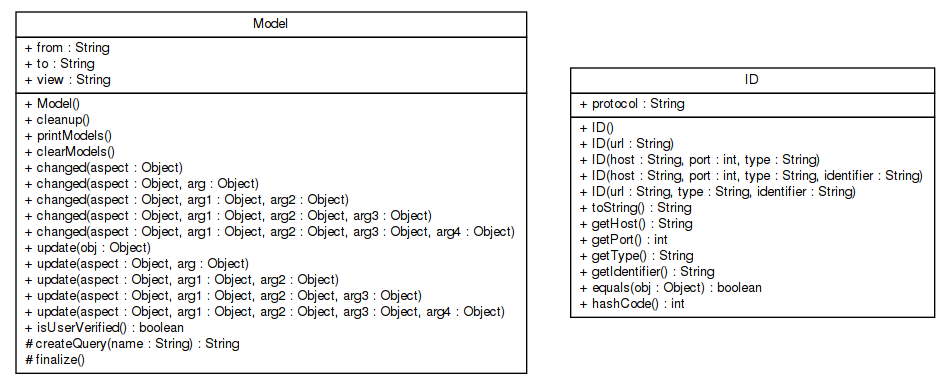 Model
+ from : String
+ to : String
+ view : String
+ Model()
+ cleanup()
+ printModels()
+ clearModels()
+ changed(aspect : Object)
+ changed(aspect : Object, arg : Object)
+ changed(aspect : Object, arg1 : Object, arg2 : Object)
+ changed(aspect : Object, arg1 : Object, arg2 : Object, arg3 : Object)
+ changed(aspect : Object, arg1 : Object, arg2 : Object, arg3 : Object, arg4 : Object)
+ update(obj : Object)
+ update(aspect : Object, arg : Object)
+ update(aspect : Object, arg1 : Object, arg2 : Object)
+ update(aspect : Object, arg1 : Object, arg2 : Object, arg3 : Object)
+ update(aspect : Object, arg1 : Object, arg2 : Object, arg3 : Object, arg4 : Object)
+ isUserVerified() : boolean
# createQuery(name : String) : String
# finalize()
ID
+ protocol : String
+ ID()
+ ID(url : String)
+ ID(host : String, port : int, type : String)
+ ID(host : String, port : int, type : String, identifier : String)
+ ID(url : String, type : String, identifier : String)
+ toString() : String
+ getHost() : String
+ getPort() : int
+ getType() : String
+ getIdentifier() : String
+ equals(obj : Object) : boolean
+ hashCode() : int